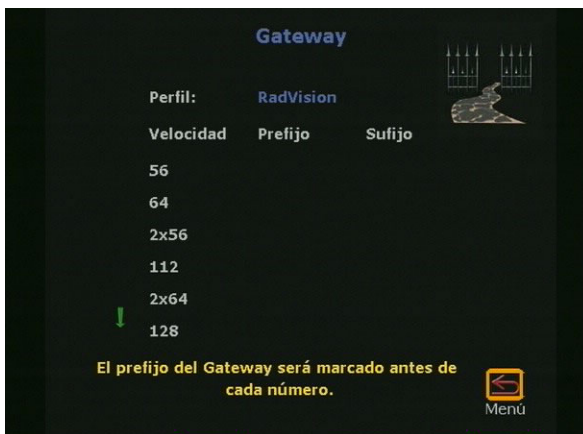 Gateway
Perfil: RadVision
Velocidad Prefijo Sufijo
56
64
2x56
112
2x64
128
El prefijo del Gateway será marcado antes de
cada número.
Menú